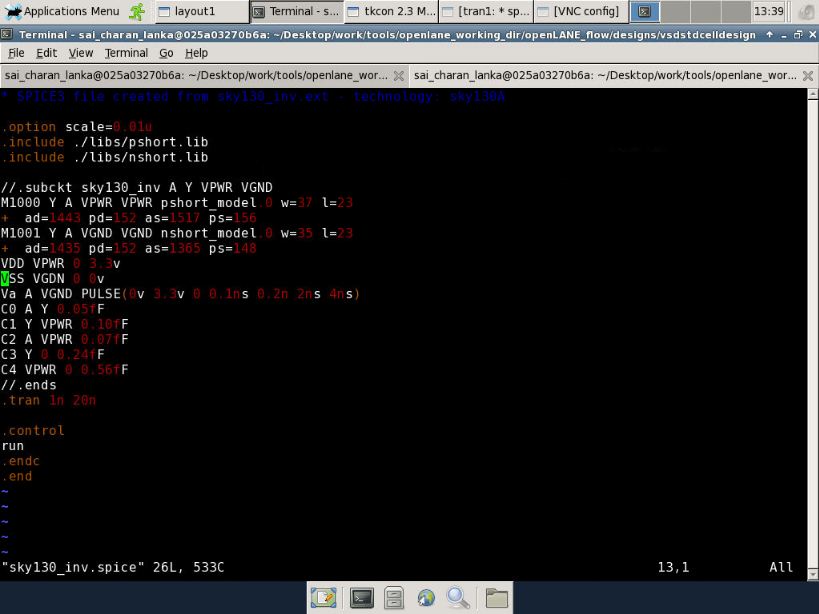 Applications Menu
layout1
Terminal - s...
tkcon 2.3 M...
[tran1: * sp...
[VNC config]
13:39
Terminal - sai_charan_lanka@025a03270b6a: ~/Desktop/work/tools/openlane_working_dir/openLANE_flow/designs/vsdstdcelldesign
File Edit View Terminal Go Help
sai_charan_lanka@025a03270b6a: ~/Desktop/work/tools/openlane_wor...
sai_charan_lanka@025a03270b6a: ~/Desktop/work/tools/openlane_wor...
* SPICE3 file created from sky130_inv.ext - technology: sky130A
.option scale=0.01u
.include ./libs/pshort.lib
.include ./libs/nshort.lib
//.subckt sky130_inv A Y VPWR VGND
M1000 Y A VPWR VPWR pshort_model.0 w=37 l=23
+  ad=1443 pd=152 as=1517 ps=156
M1001 Y A VGND VGND nshort_model.0 w=35 l=23
+  ad=1435 pd=152 as=1365 ps=148
VDD VPWR 0 3.3v
VSS VGDN 0 0v
Va A VGND PULSE(0v 3.3v 0 0.1ns 0.2n 2ns 4ns)
C0 A Y 0.05fF
C1 Y VPWR 0.10fF
C2 A VPWR 0.07fF
C3 Y 0 0.24fF
C4 VPWR 0 0.56fF
//.ends
.tran 1n 20n
.control
run
.endc
.end
~
~
~
~
~
"sky130_inv.spice" 26L, 533C
13,1
All